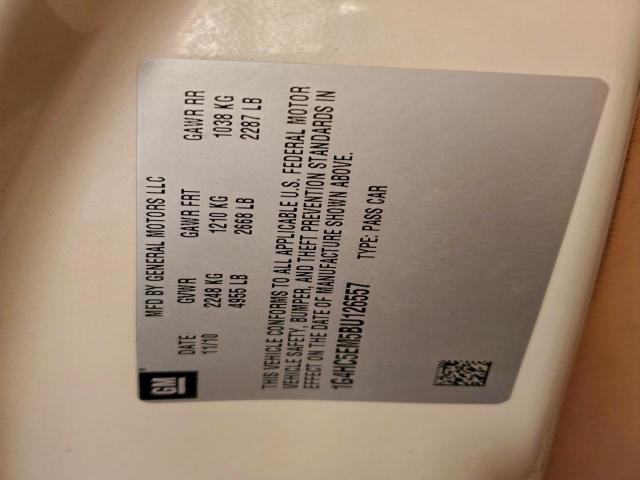 GM
MFD BY GENERAL MOTORS LLC
DATE GVWR GAWR FRT GAWR RR
11/10 2248 KG 1210 KG 1038 KG
4955 LB 2668 LB 2287 LB
THIS VEHICLE CONFORMS TO ALL APPLICABLE U.S. FEDERAL MOTOR
VEHICLE SAFETY, BUMPER, AND THEFT PREVENTION STANDARDS IN
EFFECT ON THE DATE OF MANUFACTURE SHOWN ABOVE.
1G4HC5EM5BU126557 TYPE: PASS CAR